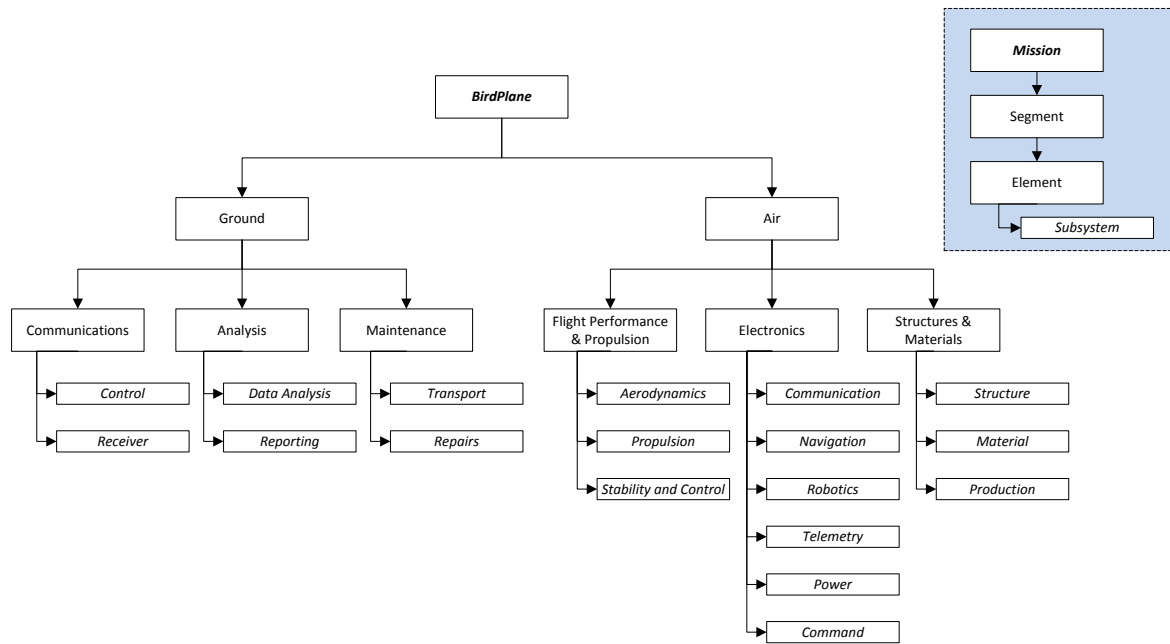 Mission
BirdPlane
Segment
Element
Subsystem
Ground
Air
Communications
Analysis
Maintenance
Flight Performance
& Propulsion
Electronics
Structures &
Materials
Control
Data Analysis
Transport
Aerodynamics
Communication
Structure
Receiver
Reporting
Repairs
Propulsion
Navigation
Material
Stability and Control
Robotics
Production
Telemetry
Power
Command